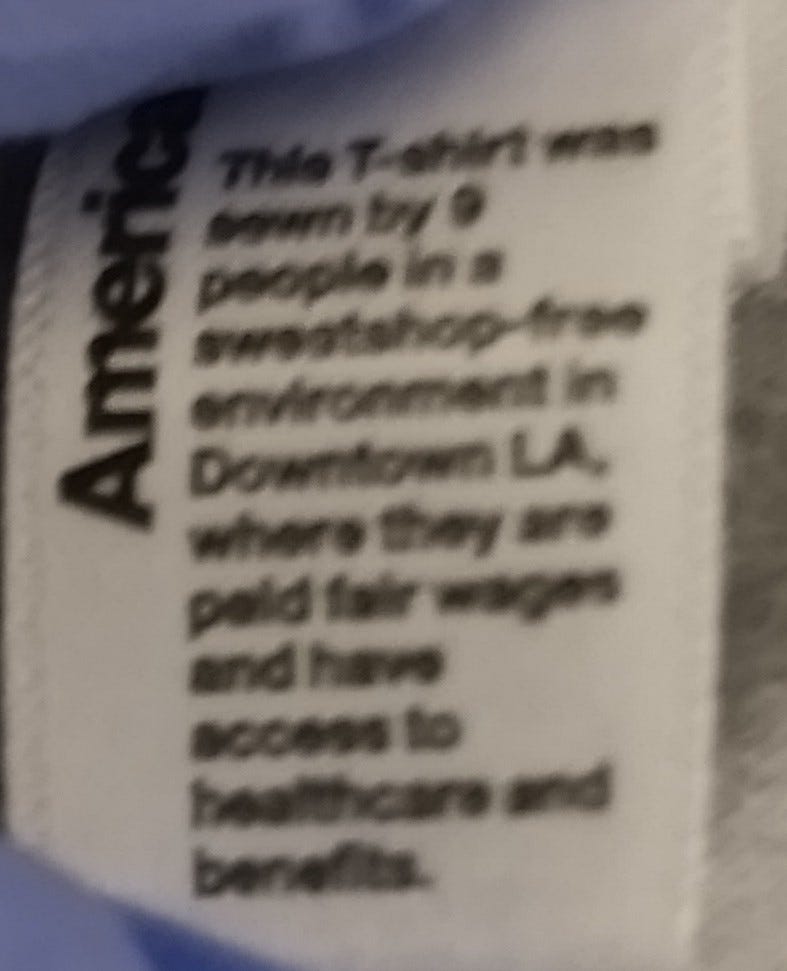 America
This T-shirt was
sewn by 9
people in a
sweatshop-free
environment in
Downtown LA,
where they are
paid fair wages
and have
access to
healthcare and
benefits.